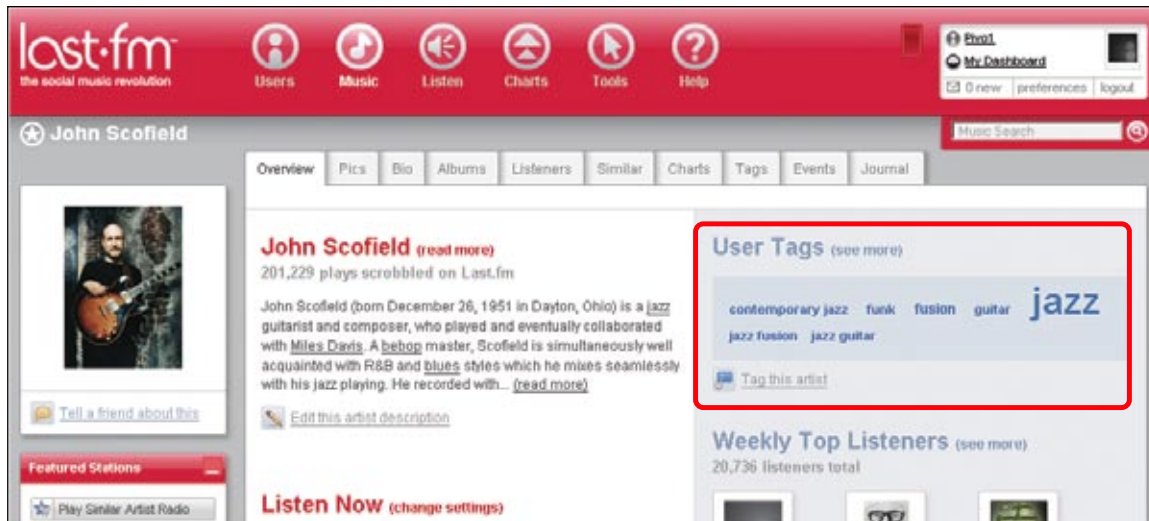 last.fm
the social music revolution
Users Music Listen Charts Tools Help
Pivo1
My Dashboard
0 new preferences logout
John Scofield
Music Search
Overview Pics Bio Albums Listeners Similar Charts Tags Events Journal
John Scofield (read more)
201,229 plays scrobbled on Last.fm
John Scofield (born December 26, 1951 in Dayton, Ohio) is a jazz
guitarist and composer, who played and eventually collaborated
with Miles Davis. A bebop master, Scofield is simultaneously well
acquainted with R&B and blues styles which he mixes seamlessly
with his jazz playing. He recorded with... (read more)
Edit this artist description
Listen Now (change settings)
User Tags (see more)
contemporary jazz funk fusion guitar jazz
jazz fusion jazz guitar
Tag this artist
Weekly Top Listeners (see more)
20,736 listeners total
Tell a friend about this
Featured Stations
Play Similar Artist Radio